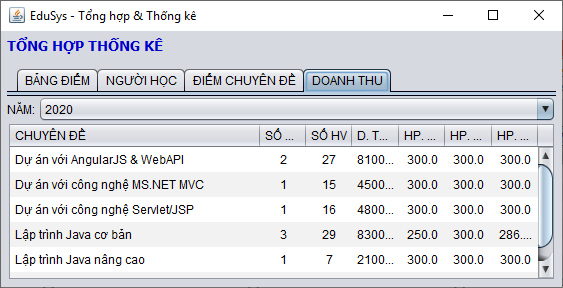 EduSys - Tổng hợp & Thống kê
TỔNG HỢP THỐNG KÊ
BẢNG ĐIỂM NGƯỜI HỌC ĐIỂM CHUYÊN ĐỀ DOANH THU
NĂM: 2020
CHUYÊN ĐỀ SỐ ... SỐ HV D. T... HP. ... HP. ... HP. ...
Dự án với AngularJS & WebAPI 2 27 8100... 300.0 300.0 300.0
Dự án với công nghệ MS.NET MVC 1 15 4500... 300.0 300.0 300.0
Dự án với công nghệ Servlet/JSP 1 16 4800... 300.0 300.0 300.0
Lập trình Java cơ bản 3 29 8300... 250.0 300.0 286....
Lập trình Java nâng cao 1 7 2100... 300.0 300.0 300.0